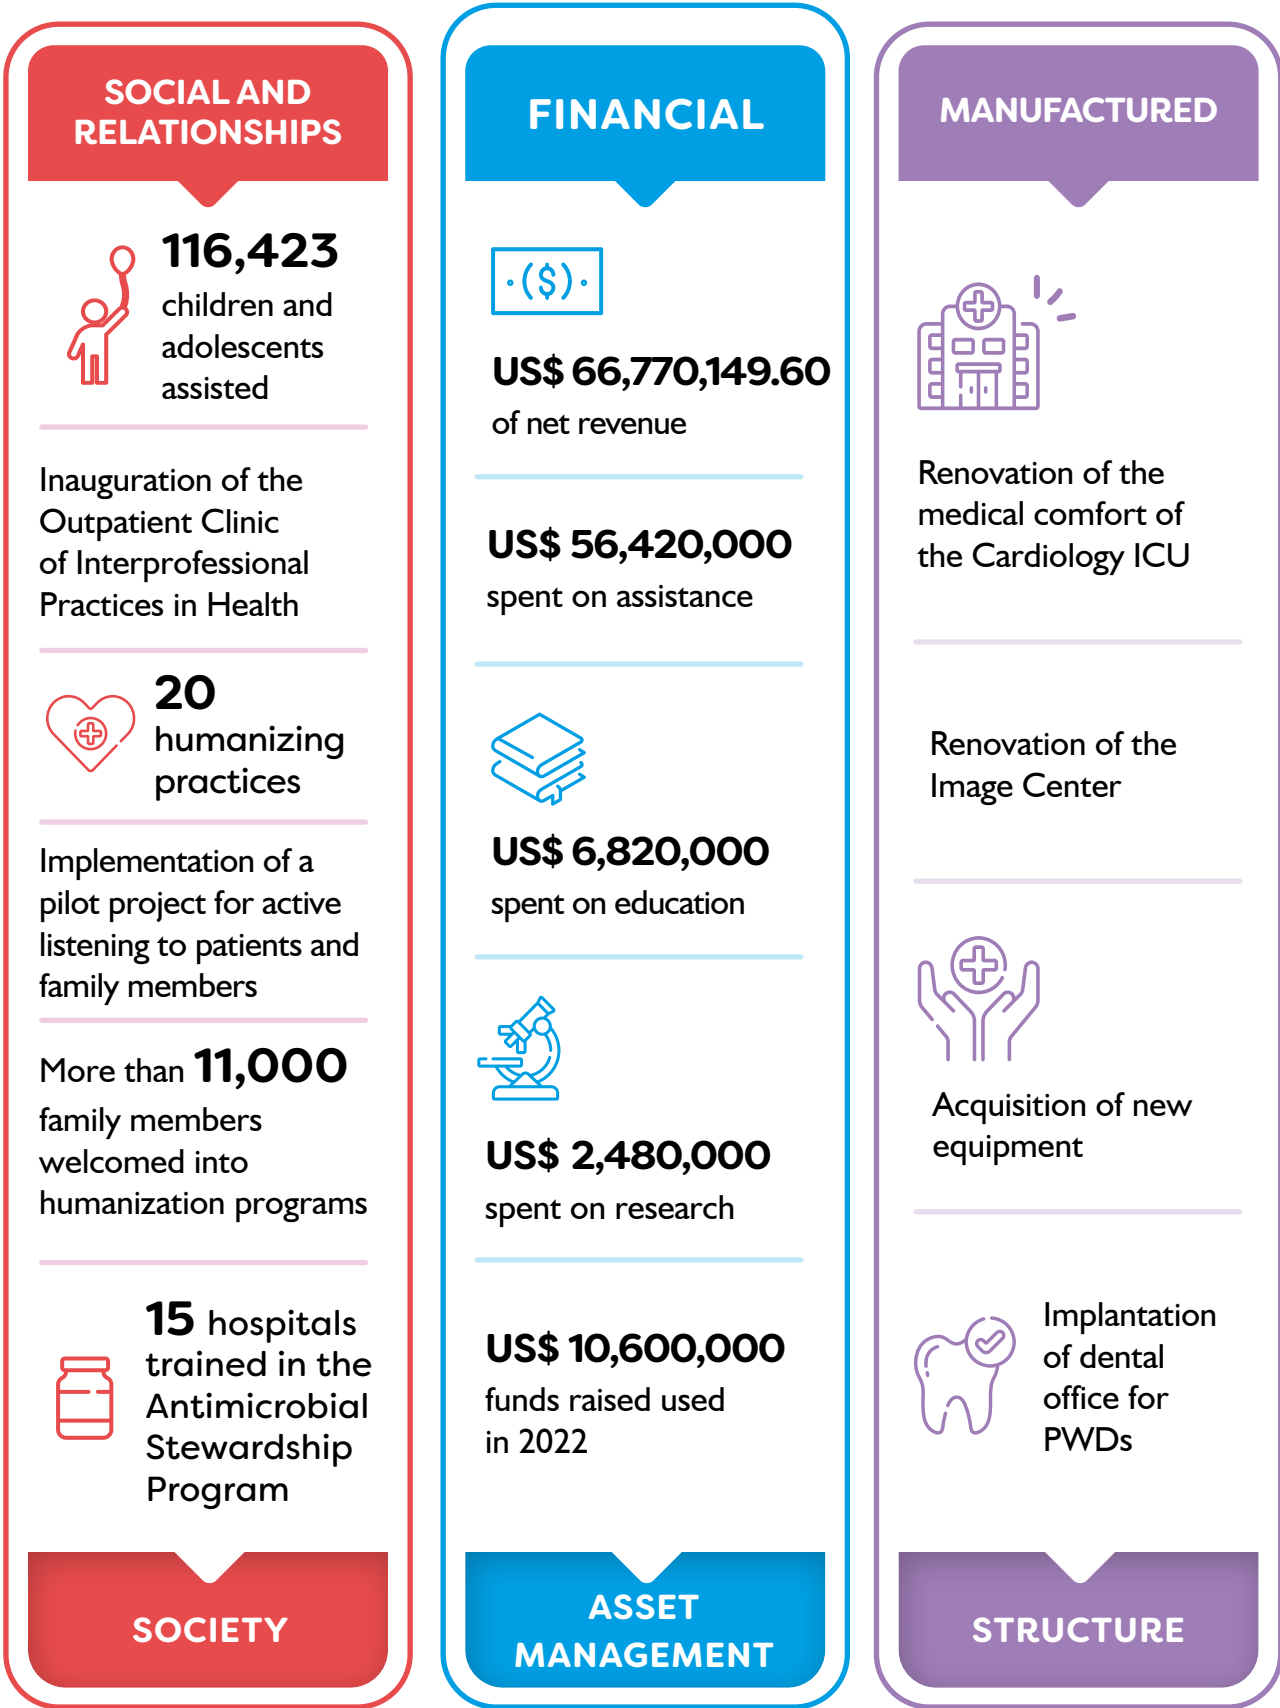 SOCIAL AND
RELATIONSHIPS
116,423
children and
adolescents
assisted
Inauguration of the
Outpatient Clinic
of Interprofessional
Practices in Health
20
humanizing
practices
Implementation of a
pilot project for active
listening to patients and
family members
More than 11,000
family members
welcomed into
humanization programs
15 hospitals
trained in the
Antimicrobial
Stewardship
Program
SOCIETY
FINANCIAL
($)
US$ 66,770,149.60
of net revenue
US$ 56,420,000
spent on assistance
US$ 6,820,000
spent on education
US$ 2,480,000
spent on research
US$ 10,600,000
funds raised used
in 2022
ASSET
MANAGEMENT
MANUFACTURED
Renovation of the
medical comfort of
the Cardiology ICU
Renovation of the
Image Center
Acquisition of new
equipment
Implantation
of dental
office for
PWDs
STRUCTURE